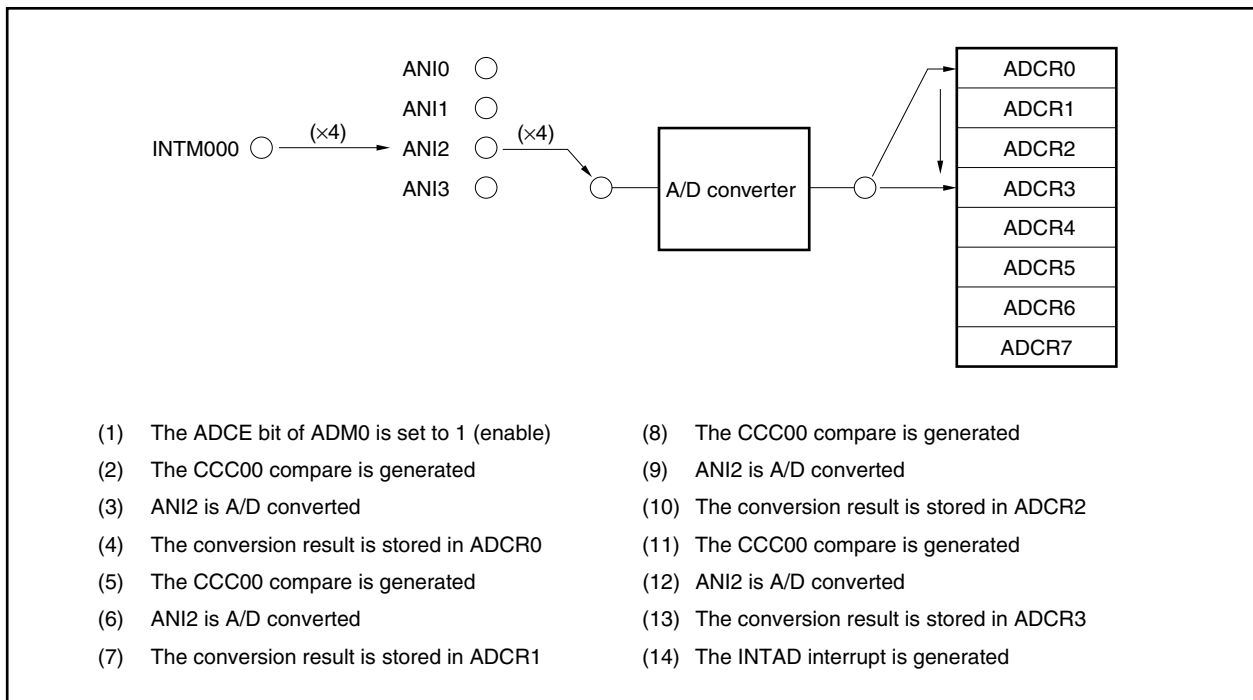 ANI0
ANI1
INTM000 (×4) ANI2 (×4)
ANI3
A/D converter
ADCR0
ADCR1
ADCR2
ADCR3
ADCR4
ADCR5
ADCR6
ADCR7
(1) The ADCE bit of ADM0 is set to 1 (enable)
(2) The CCC00 compare is generated
(3) ANI2 is A/D converted
(4) The conversion result is stored in ADCR0
(5) The CCC00 compare is generated
(6) ANI2 is A/D converted
(7) The conversion result is stored in ADCR1
(8) The CCC00 compare is generated
(9) ANI2 is A/D converted
(10) The conversion result is stored in ADCR2
(11) The CCC00 compare is generated
(12) ANI2 is A/D converted
(13) The conversion result is stored in ADCR3
(14) The INTAD interrupt is generated